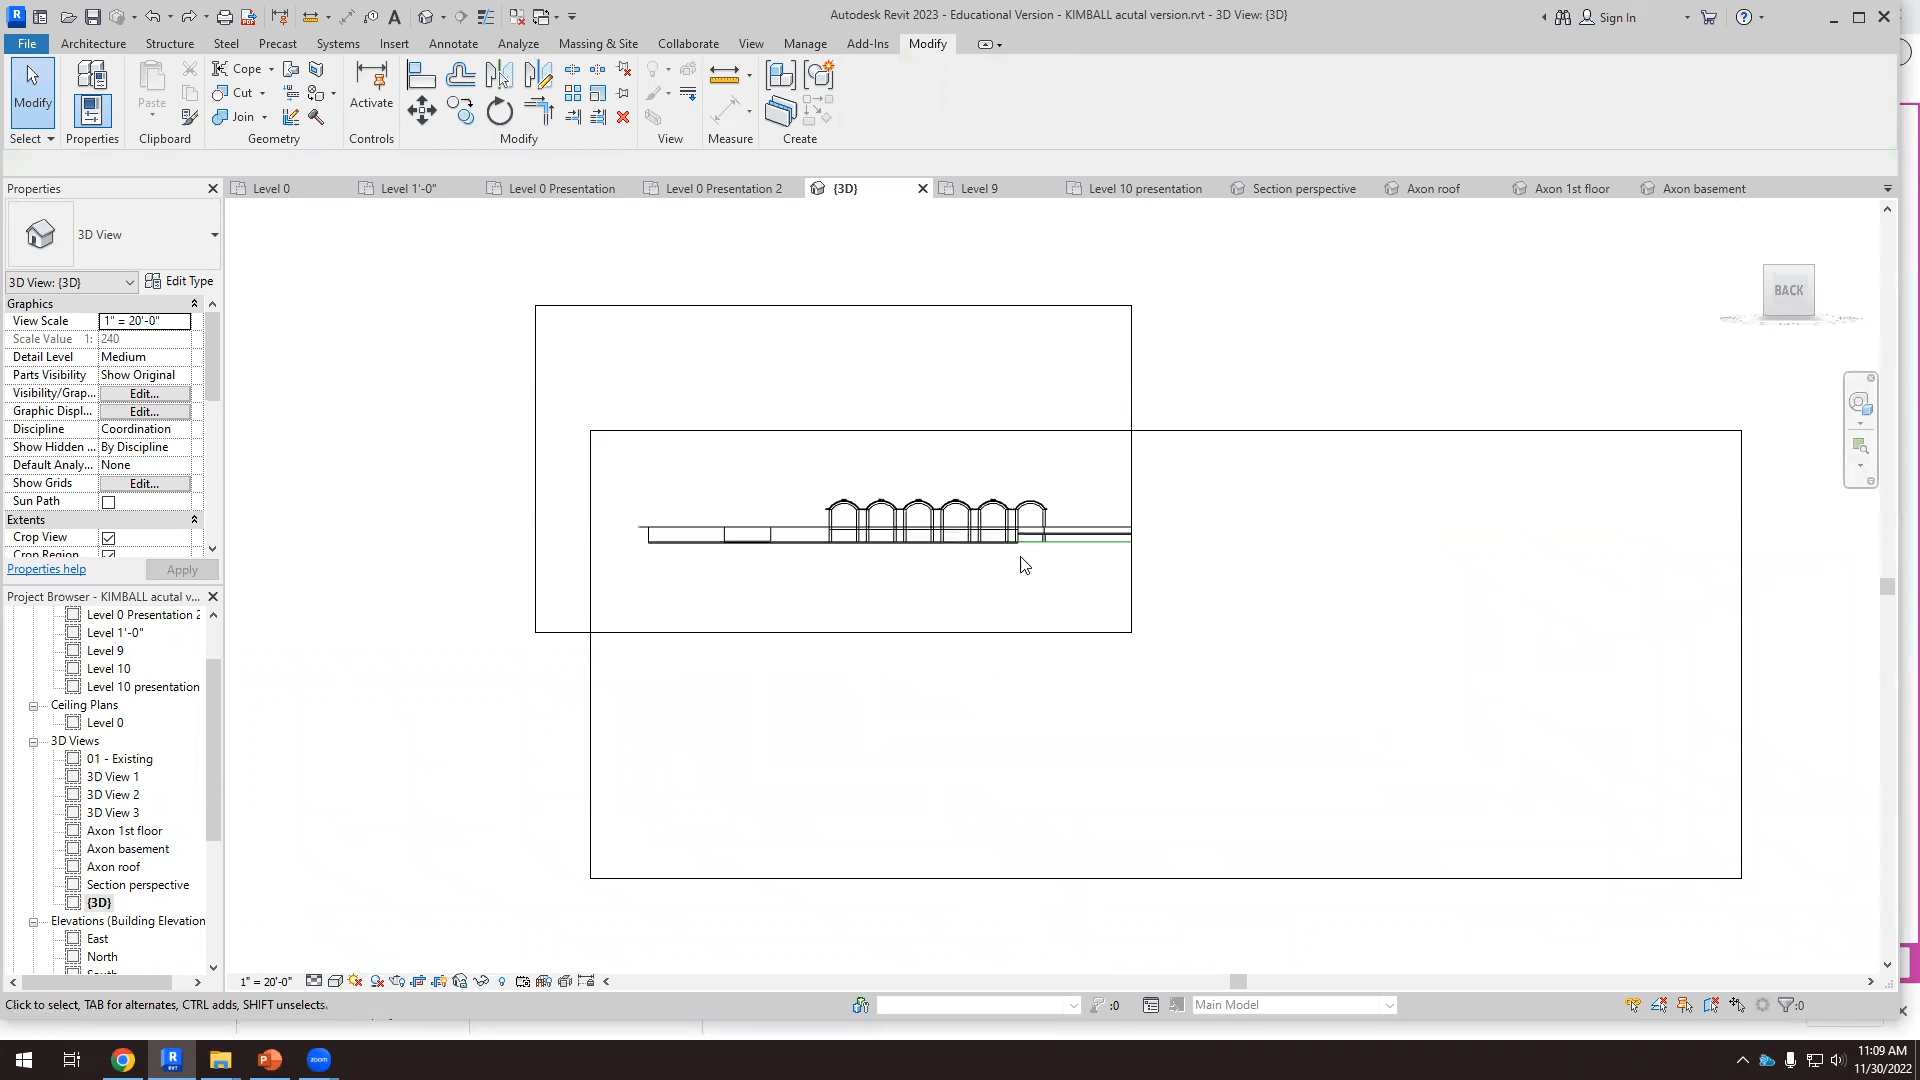 Autodesk Revit 2023 - Educational Version - KIMBALL acutal version.rvt - 3D View: {3D}
Sign In
File Architecture Structure Steel Precast Systems Insert Annotate Analyze Massing & Site Collaborate View Manage Add-Ins Modify
Modify
Properties
Paste
Cope
Cut
Join
Activate
Select
Properties
Clipboard
Geometry
Controls
Modify
View
Measure
Create
Properties
Level 0
Level 1'-0"
Level 0 Presentation
Level 0 Presentation 2
{3D}
Level 9
Level 10 presentation
Section perspective
Axon roof
Axon 1st floor
Axon basement
3D View
3D View: {3D}
Edit Type
Graphics
View Scale 1" = 20'-0"
Scale Value 1: 240
Detail Level Medium
Parts Visibility Show Original
Visibility/Grap... Edit...
Graphic Displ... Edit...
Discipline Coordination
Show Hidden ... By Discipline
Default Analy... None
Show Grids Edit...
Sun Path
Extents
Crop View
Crop Region
Properties help
Apply
BACK
Project Browser - KIMBALL acutal v...
Level 0 Presentation 2
Level 1'-0"
Level 9
Level 10
Level 10 presentation
Ceiling Plans
Level 0
3D Views
01 - Existing
3D View 1
3D View 2
3D View 3
Axon 1st floor
Axon basement
Axon roof
Section perspective
{3D}
Elevations (Building Elevation
East
North
South
1" = 20'-0"
Click to select, TAB for alternates, CTRL adds, SHIFT unselects.
:0
Main Model
:0
11:09 AM
11/30/2022